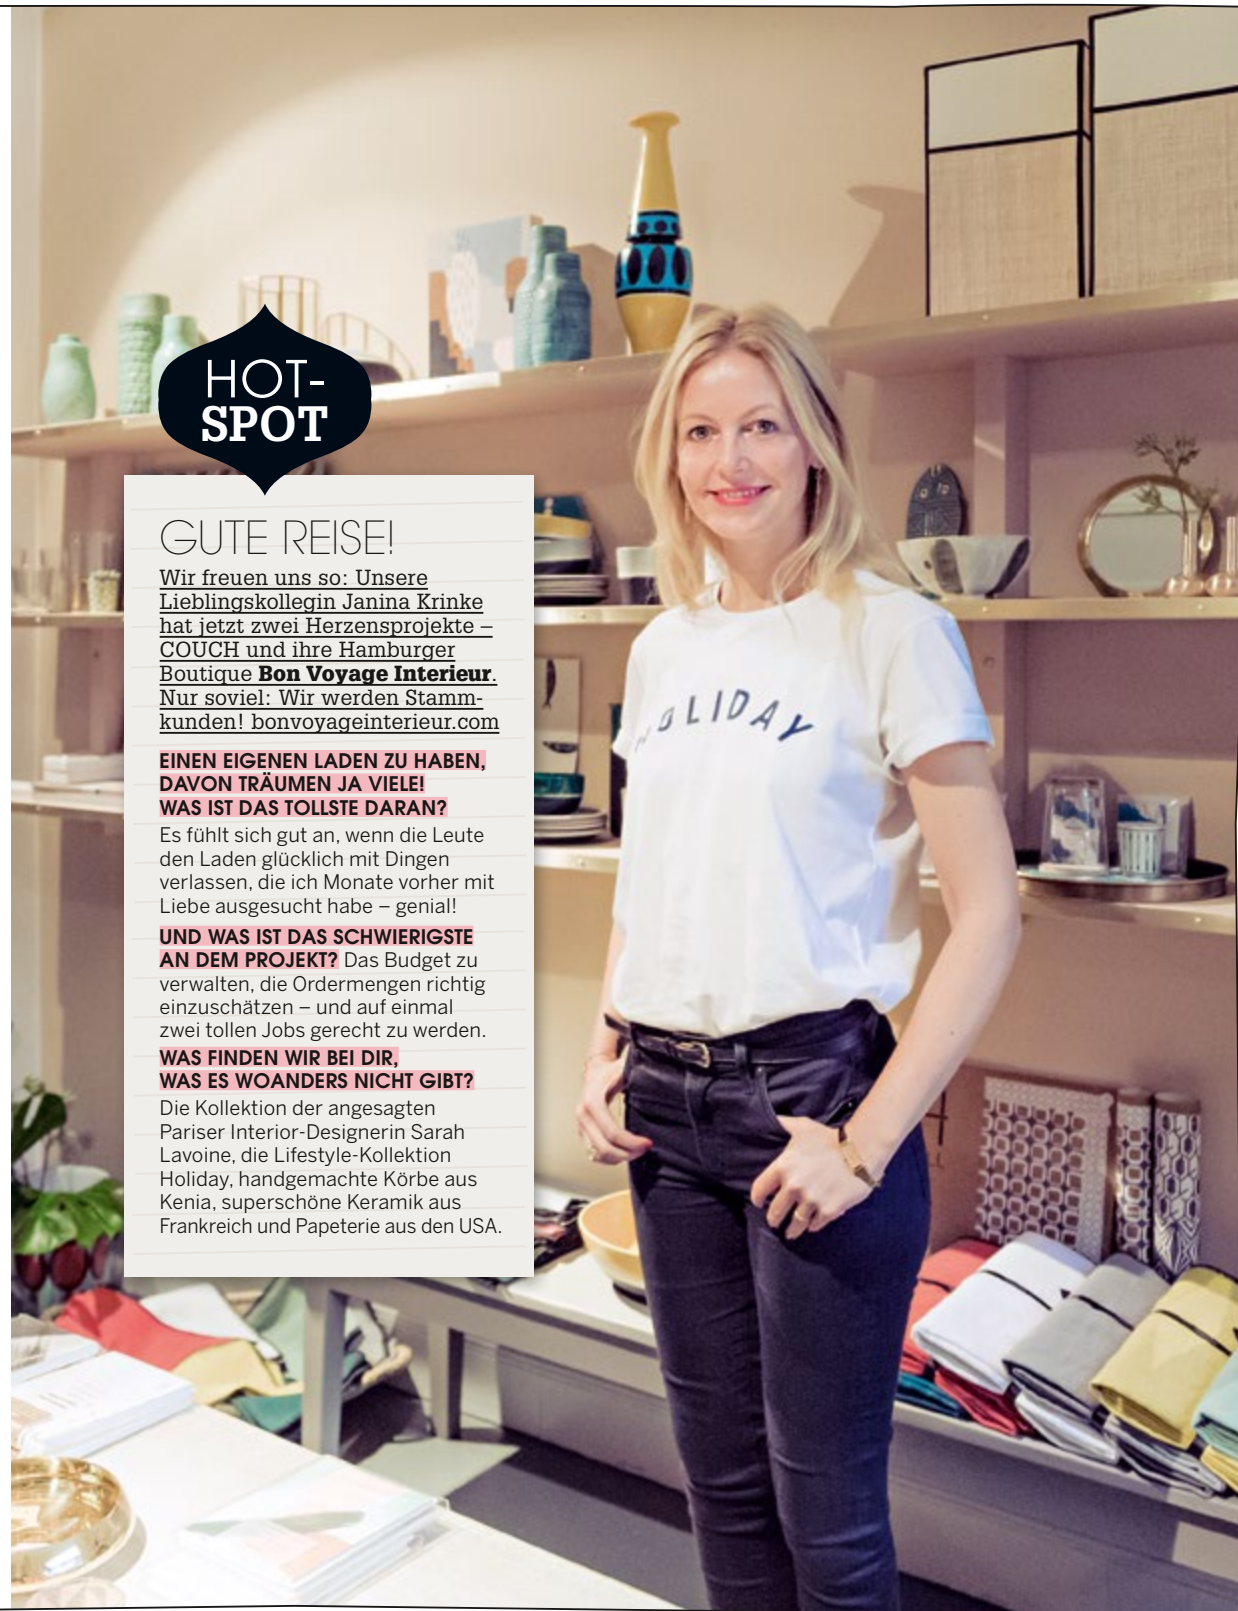 HOT-
SPOT
GUTE REISE!
Wir freuen uns so: Unsere
Lieblingskollegin Janina Krinke
hat jetzt zwei Herzensprojekte –
COUCH und ihre Hamburger
Boutique Bon Voyage Interieur.
Nur soviel: Wir werden Stamm-
kunden! bonvoyageinterieur.com
EINEN EIGENEN LADEN ZU HABEN,
DAVON TRÄUMEN JA VIELE!
WAS IST DAS TOLLSTE DARAN?
Es fühlt sich gut an, wenn die Leute
den Laden glücklich mit Dingen
verlassen, die ich Monate vorher mit
Liebe ausgesucht habe – genial!
UND WAS IST DAS SCHWIERIGSTE
AN DEM PROJEKT? Das Budget zu
verwalten, die Ordermengen richtig
einzuschätzen – und auf einmal
zwei tollen Jobs gerecht zu werden.
WAS FINDEN WIR BEI DIR,
WAS ES WOANDERS NICHT GIBT?
Die Kollektion der angesagten
Pariser Interior-Designerin Sarah
Lavoine, die Lifestyle-Kollektion
Holiday, handgemachte Körbe aus
Kenia, superschöne Keramik aus
Frankreich und Papeterie aus den USA.
HOLIDAY